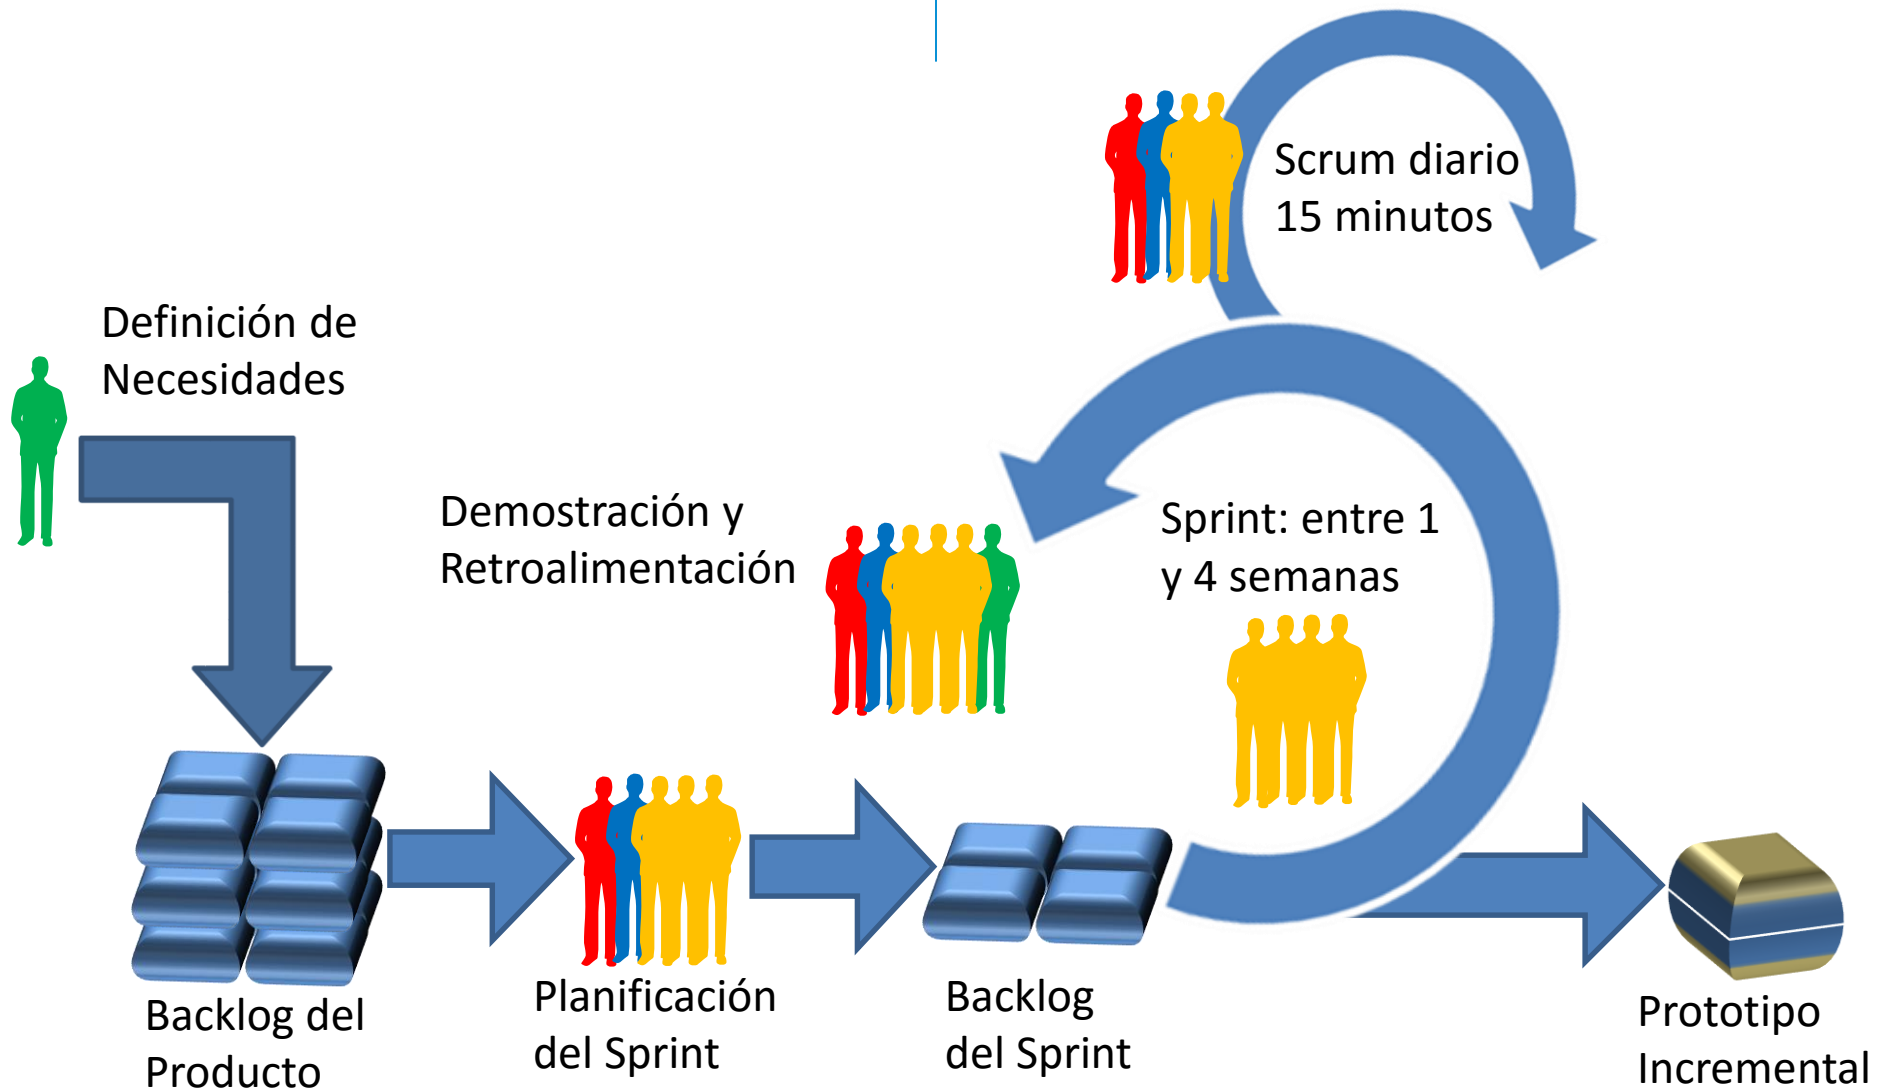 Scrum diario
15 minutos
Definición de
Necesidades
Demostración y
Retroalimentación
Sprint: entre 1
y 4 semanas
Backlog del
Producto
Planificación
del Sprint
Backlog
del Sprint
Prototipo
Incremental